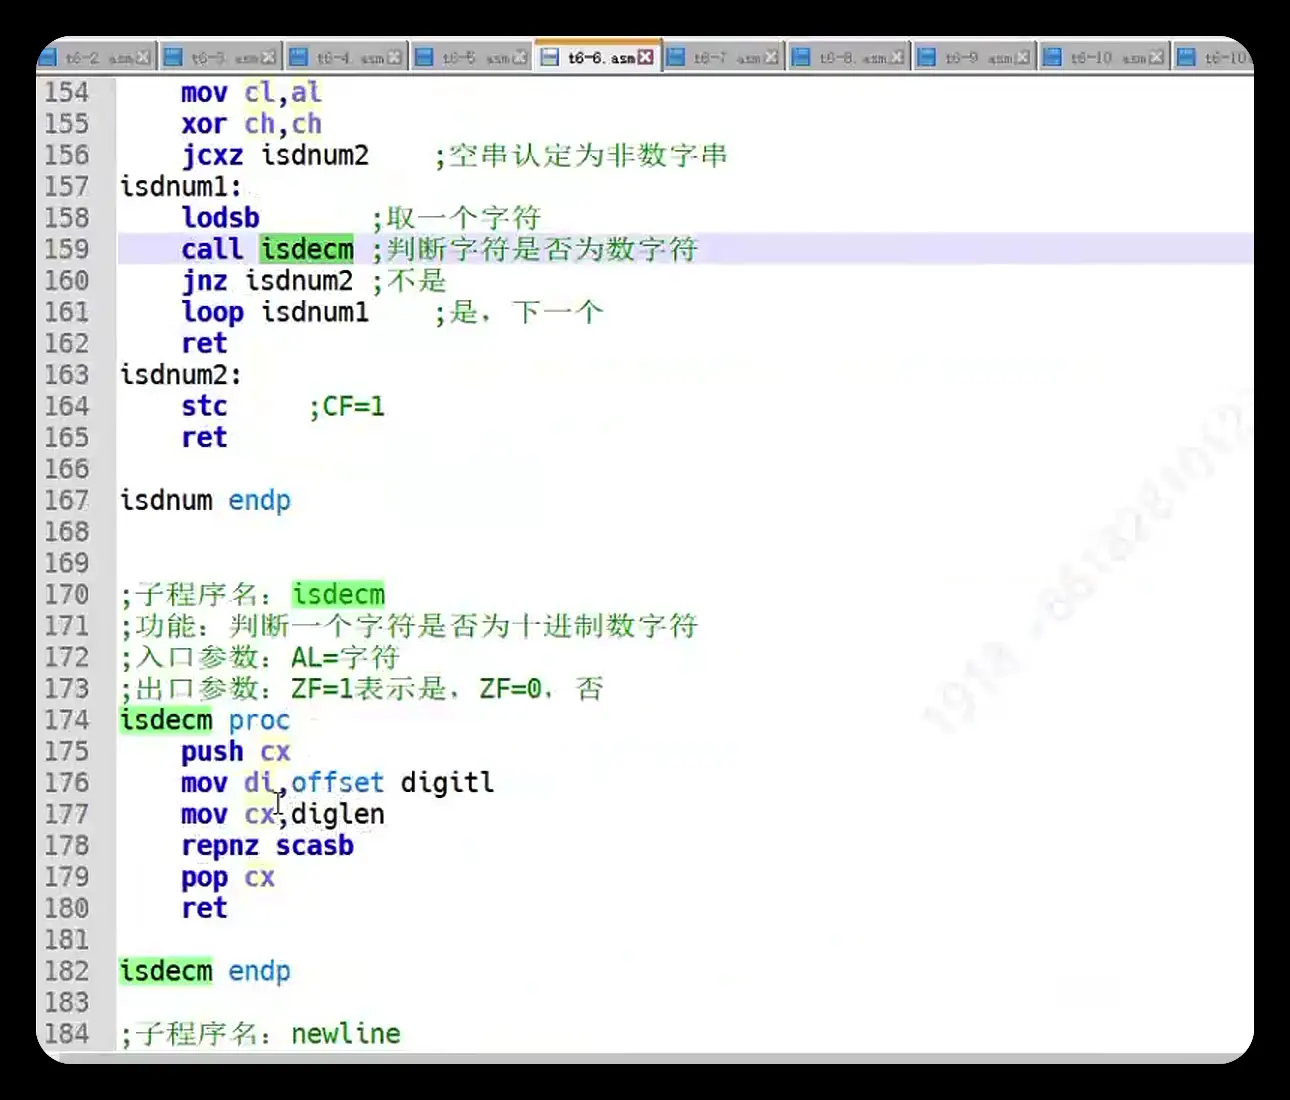 t6-2 asm t6-3 asm t6-4 asm t6-5 asm t6-6. asm t6-7 asm t6-8. asm t6-9 asm t6-10 asm t6-10
154 mov cl,al
155 xor ch,ch
156 jcxz isdnum2 ;空串认定为非数字串
157 isdnum1:
158 lodsb ;取一个字符
159 call isdecm ;判断字符是否为数字符
160 jnz isdnum2 ;不是
161 loop isdnum1 ;是，下一个
162 ret
163 isdnum2:
164 stc ;CF=1
165 ret
166
167 isdnum endp
168
169
170 ;子程序名：isdecm
171 ;功能：判断一个字符是否为十进制数字符
172 ;入口参数：AL=字符
173 ;出口参数：ZF=1表示是，ZF=0，否
174 isdecm proc
175 push cx
176 mov di,offset digitl
177 mov cx,diglen
178 repnz scasb
179 pop cx
180 ret
181
182 isdecm endp
183
184 ;子程序名：newline